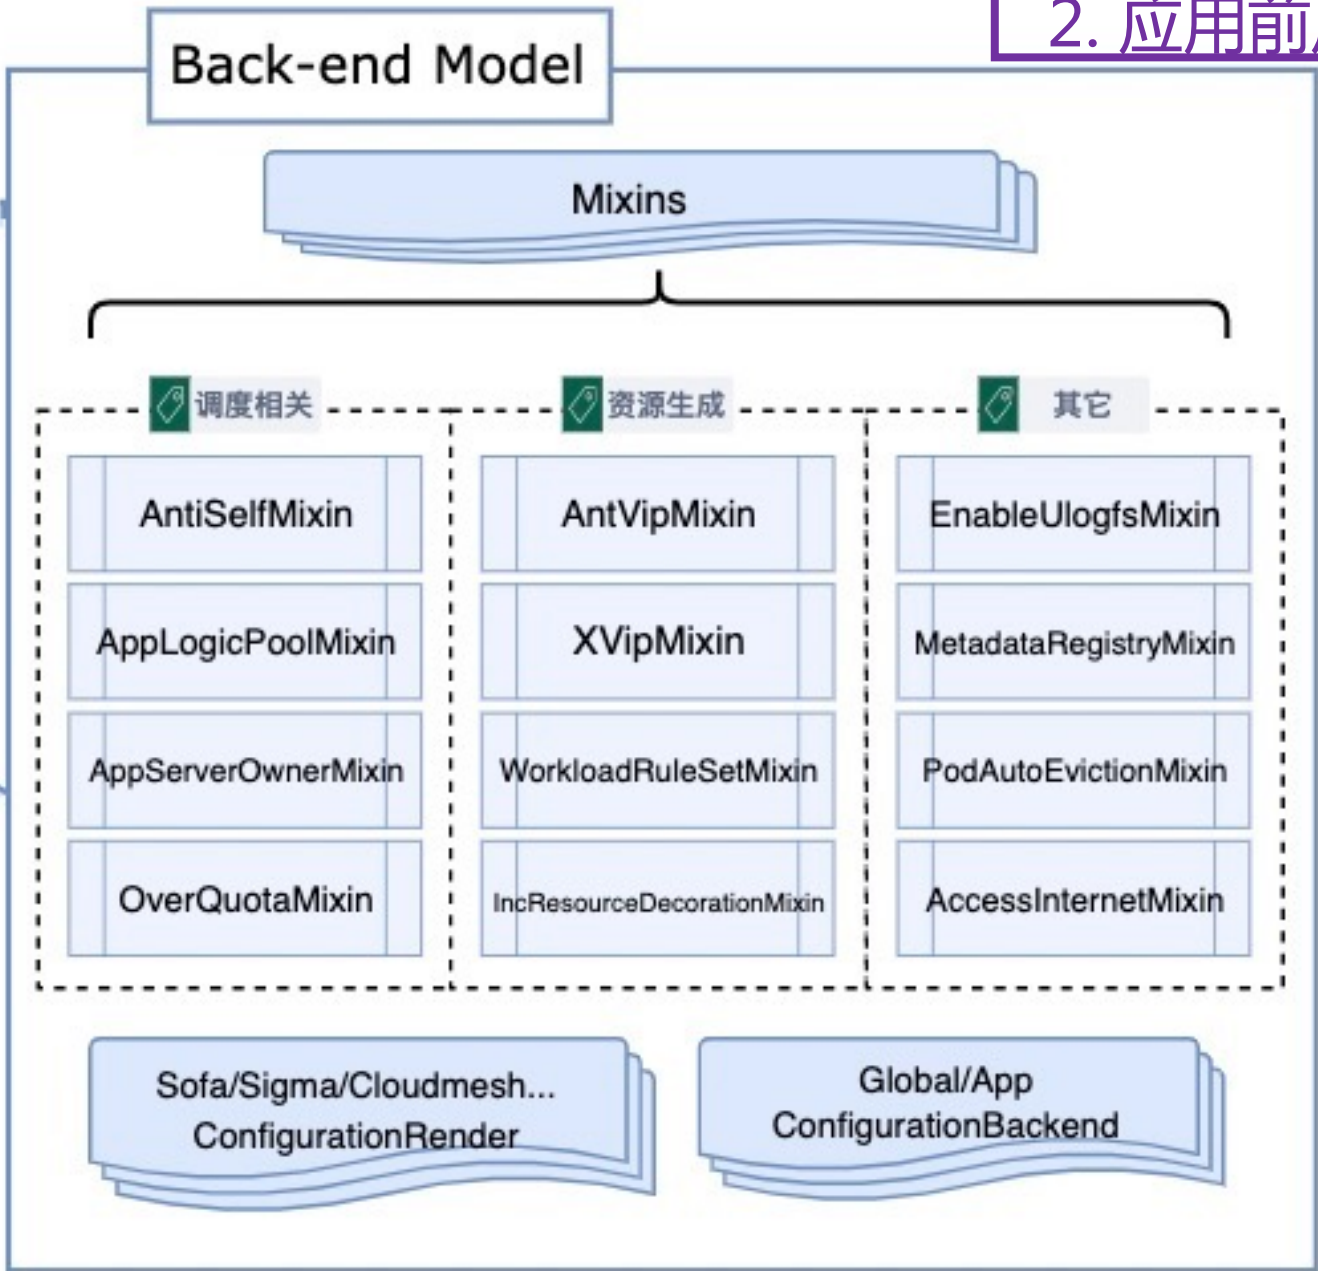 2. 应用前
Back-end Model
Mixins
调度相关
资源生成
其它
AntiSelfMixin
AntVipMixin
EnableUlogfsMixin
AppLogicPoolMixin
XVipMixin
MetadataRegistryMixin
AppServerOwnerMixin
WorkloadRuleSetMixin
PodAutoEvictionMixin
OverQuotaMixin
IncResourceDecorationMixin
AccessInternetMixin
Sofa/Sigma/Cloudmesh...
ConfigurationRender
Global/App
ConfigurationBackend